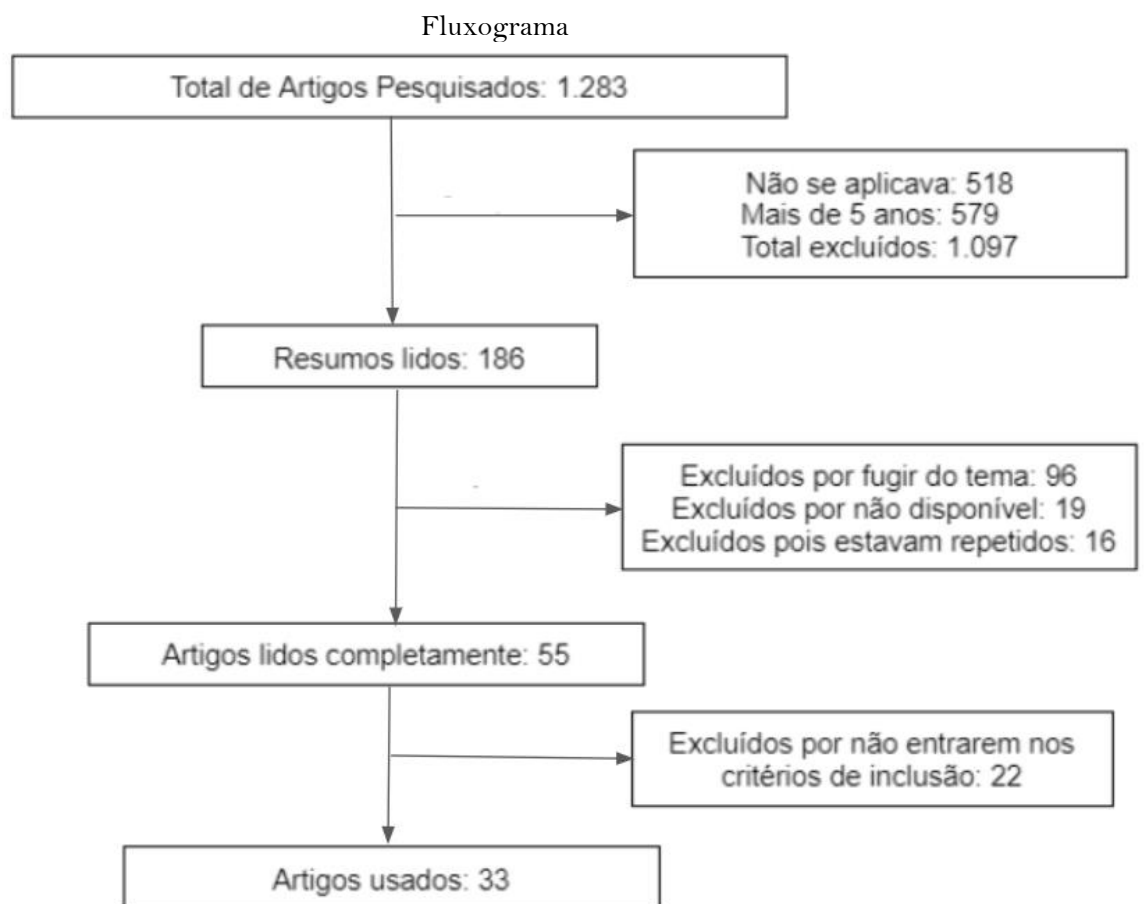 Fluxograma
Total de Artigos Pesquisados: 1.283
Não se aplicava: 518
Mais de 5 anos: 579
Total excluídos: 1.097
Resumos lidos: 186
Excluídos por fugir do tema: 96
Excluídos por não disponível: 19
Excluídos pois estavam repetidos: 16
Artigos lidos completamente: 55
Excluídos por não entrarem nos
critérios de inclusão: 22
Artigos usados: 33